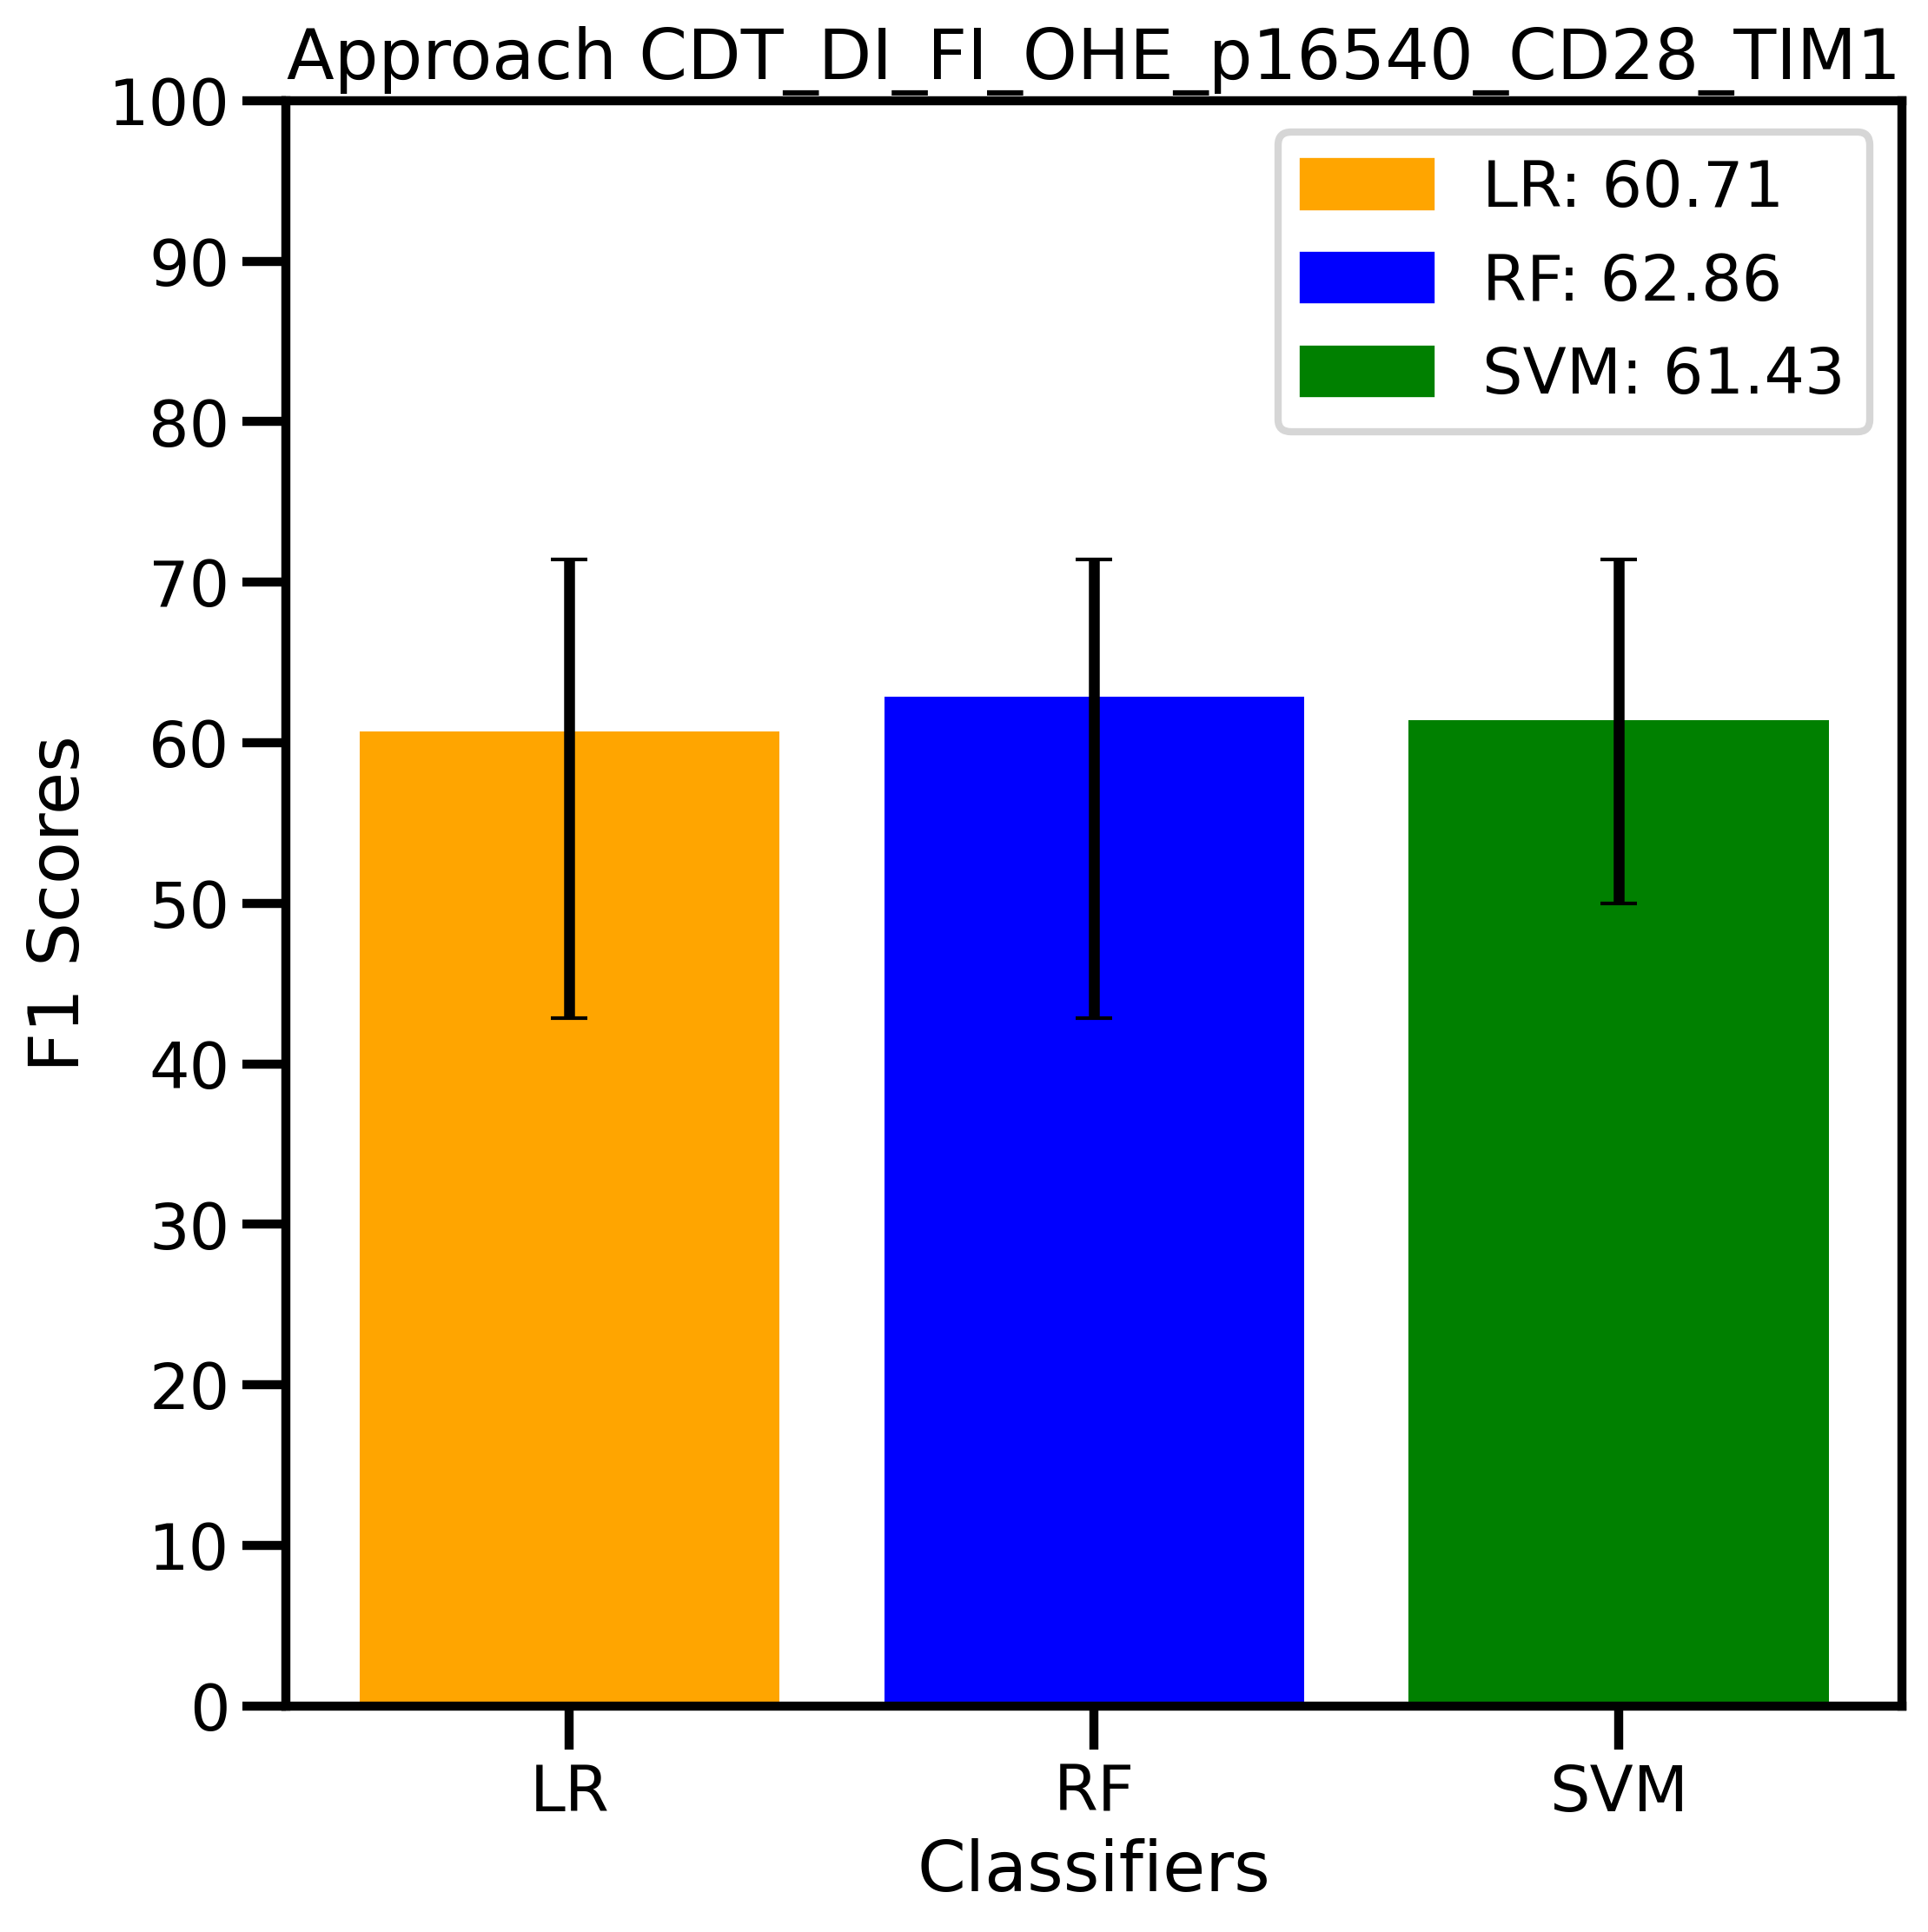 Approach CDT_DI_FI_OHE_p16540_CD28_TIM1
100
90
80
70
60
50
40
30
20
10
0
F1 Scores
LR: 60.71
RF: 62.86
SVM: 61.43
LR
RF
SVM
Classifiers